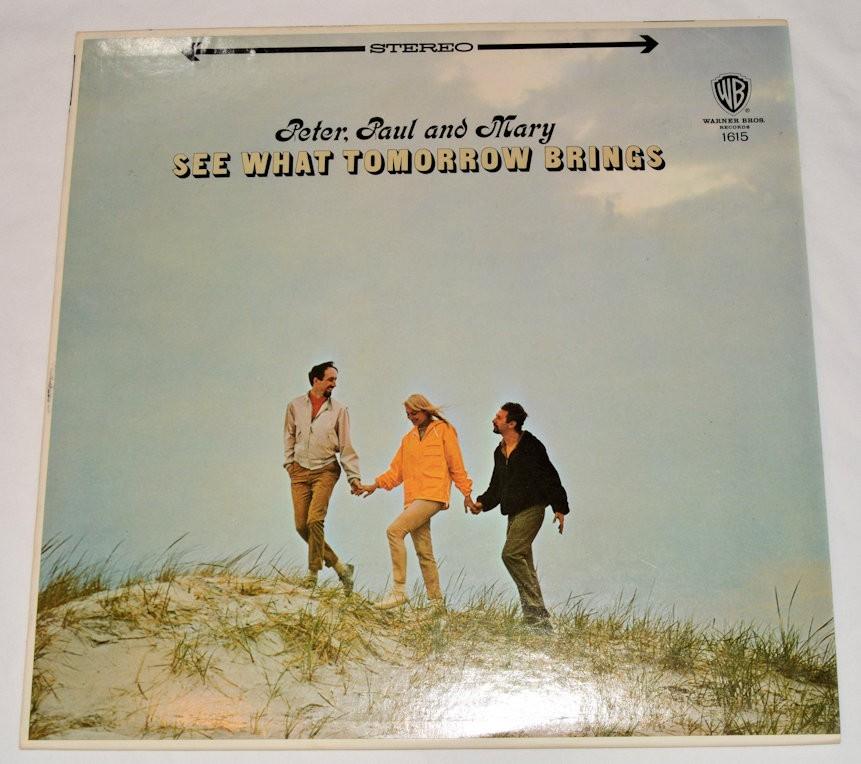 STEREO
WB
WARNER BROS.
RECORDS
1615
Peter, Paul and Mary
SEE WHAT TOMORROW BRINGS